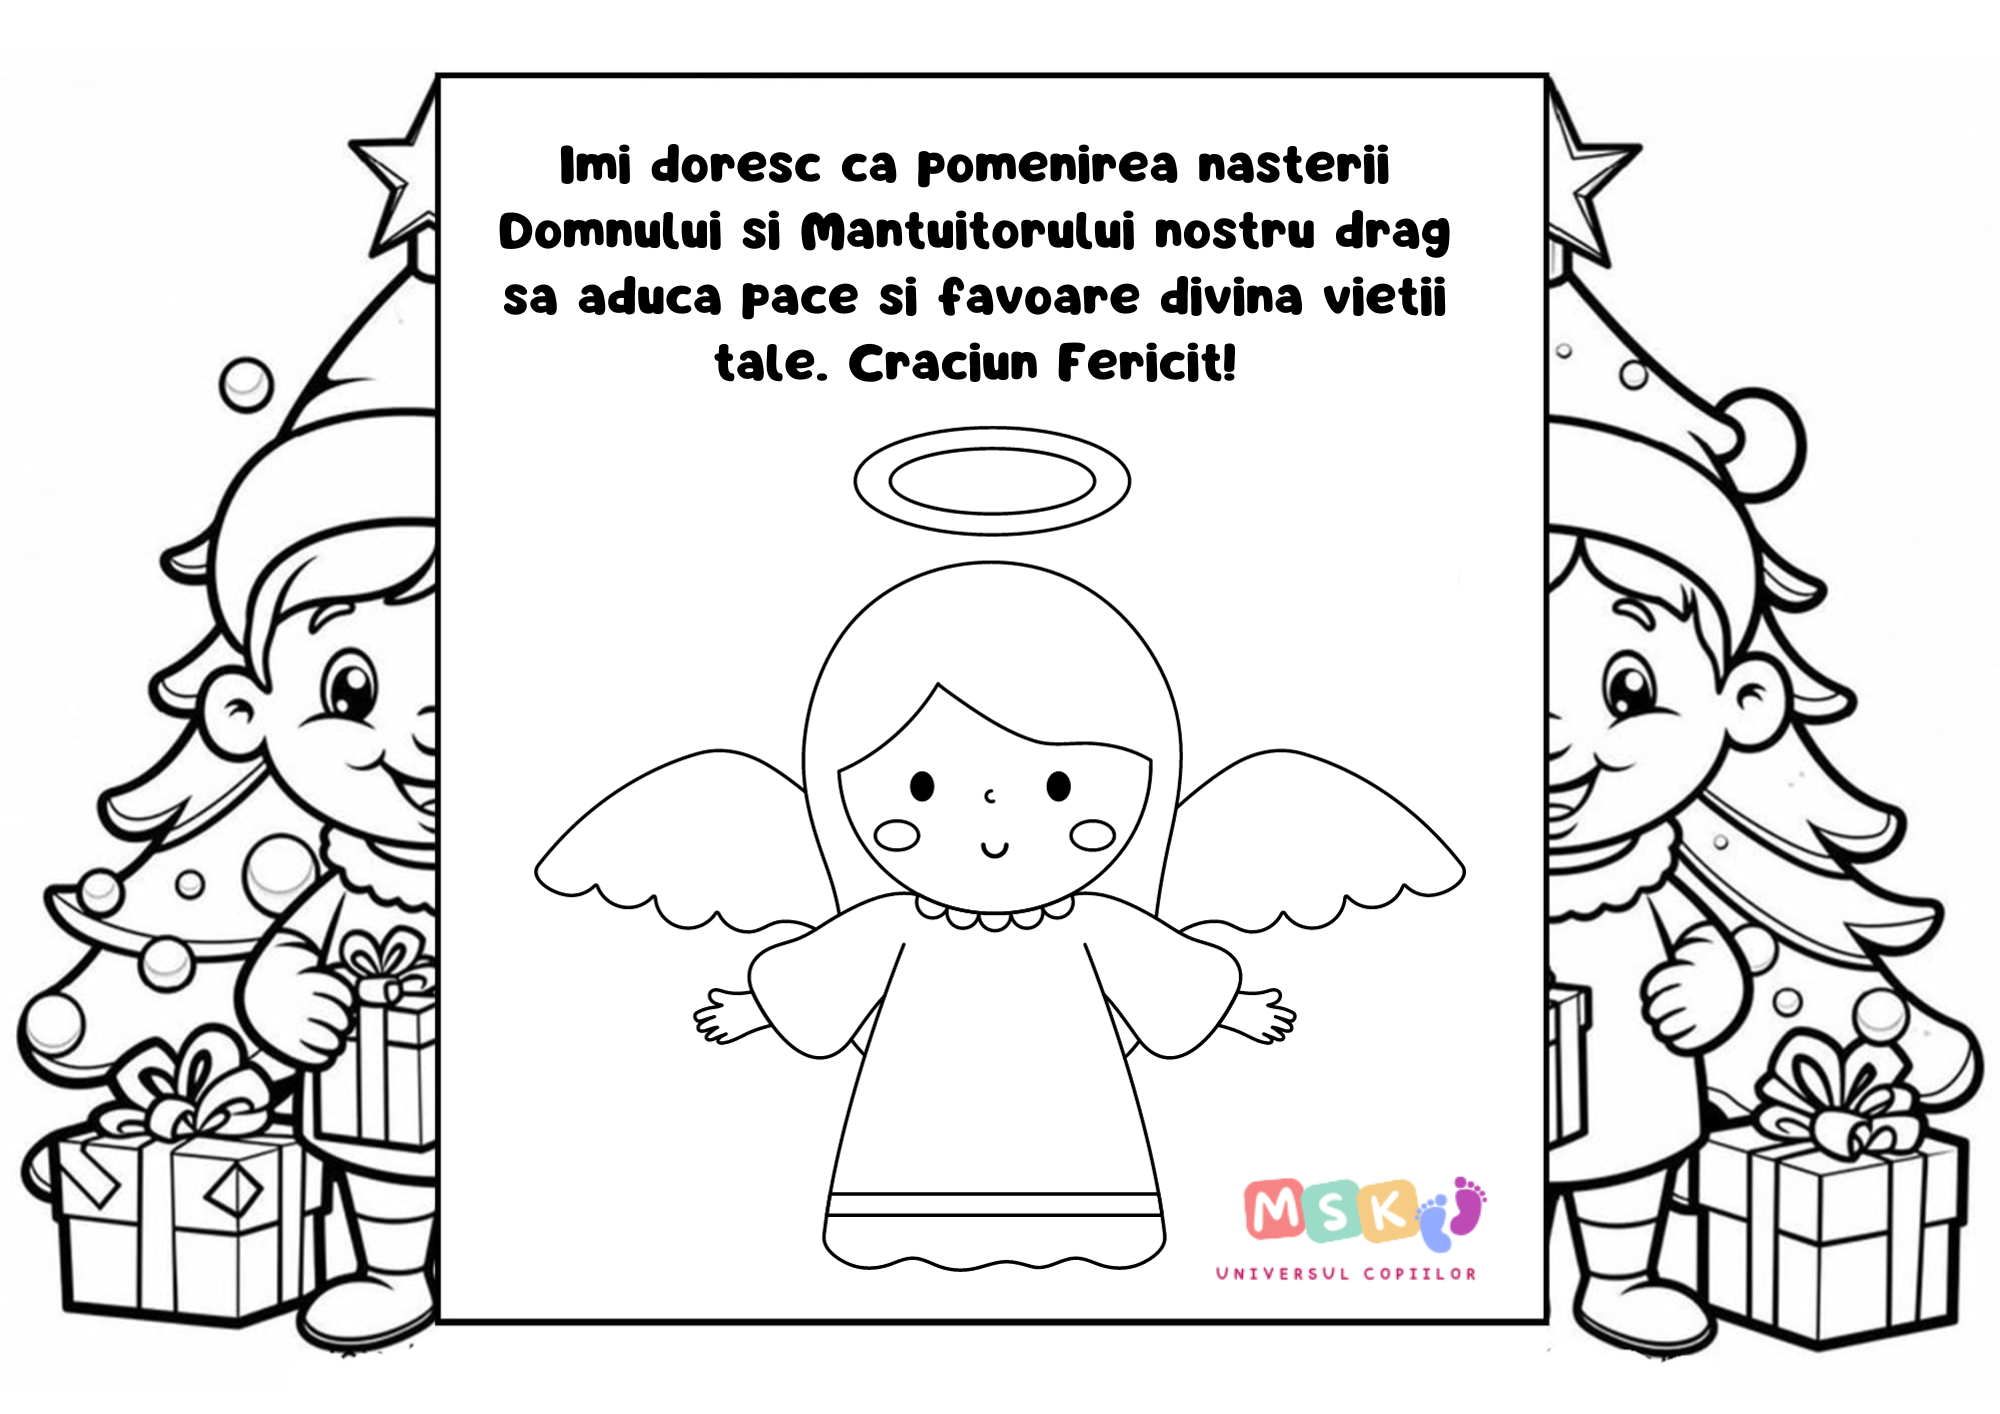 Imi doresc ca pomenirea nasterii
Domnului si Mantuitorului nostru drag
sa aduca pace si favoare divina vietii
tale. Craciun Fericit!
MSK
UNIVERSUL COPIILOR